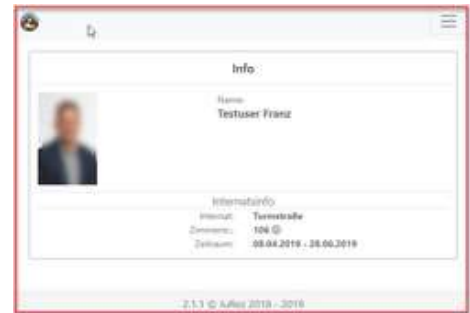 Info
Name:
Testuser Franz
Internatsinfo
Internat: Turmstraße
Zimmernr.: 106
Zeitraum: 08.04.2019 - 28.06.2019
2.1.1 © 2018 - 2019